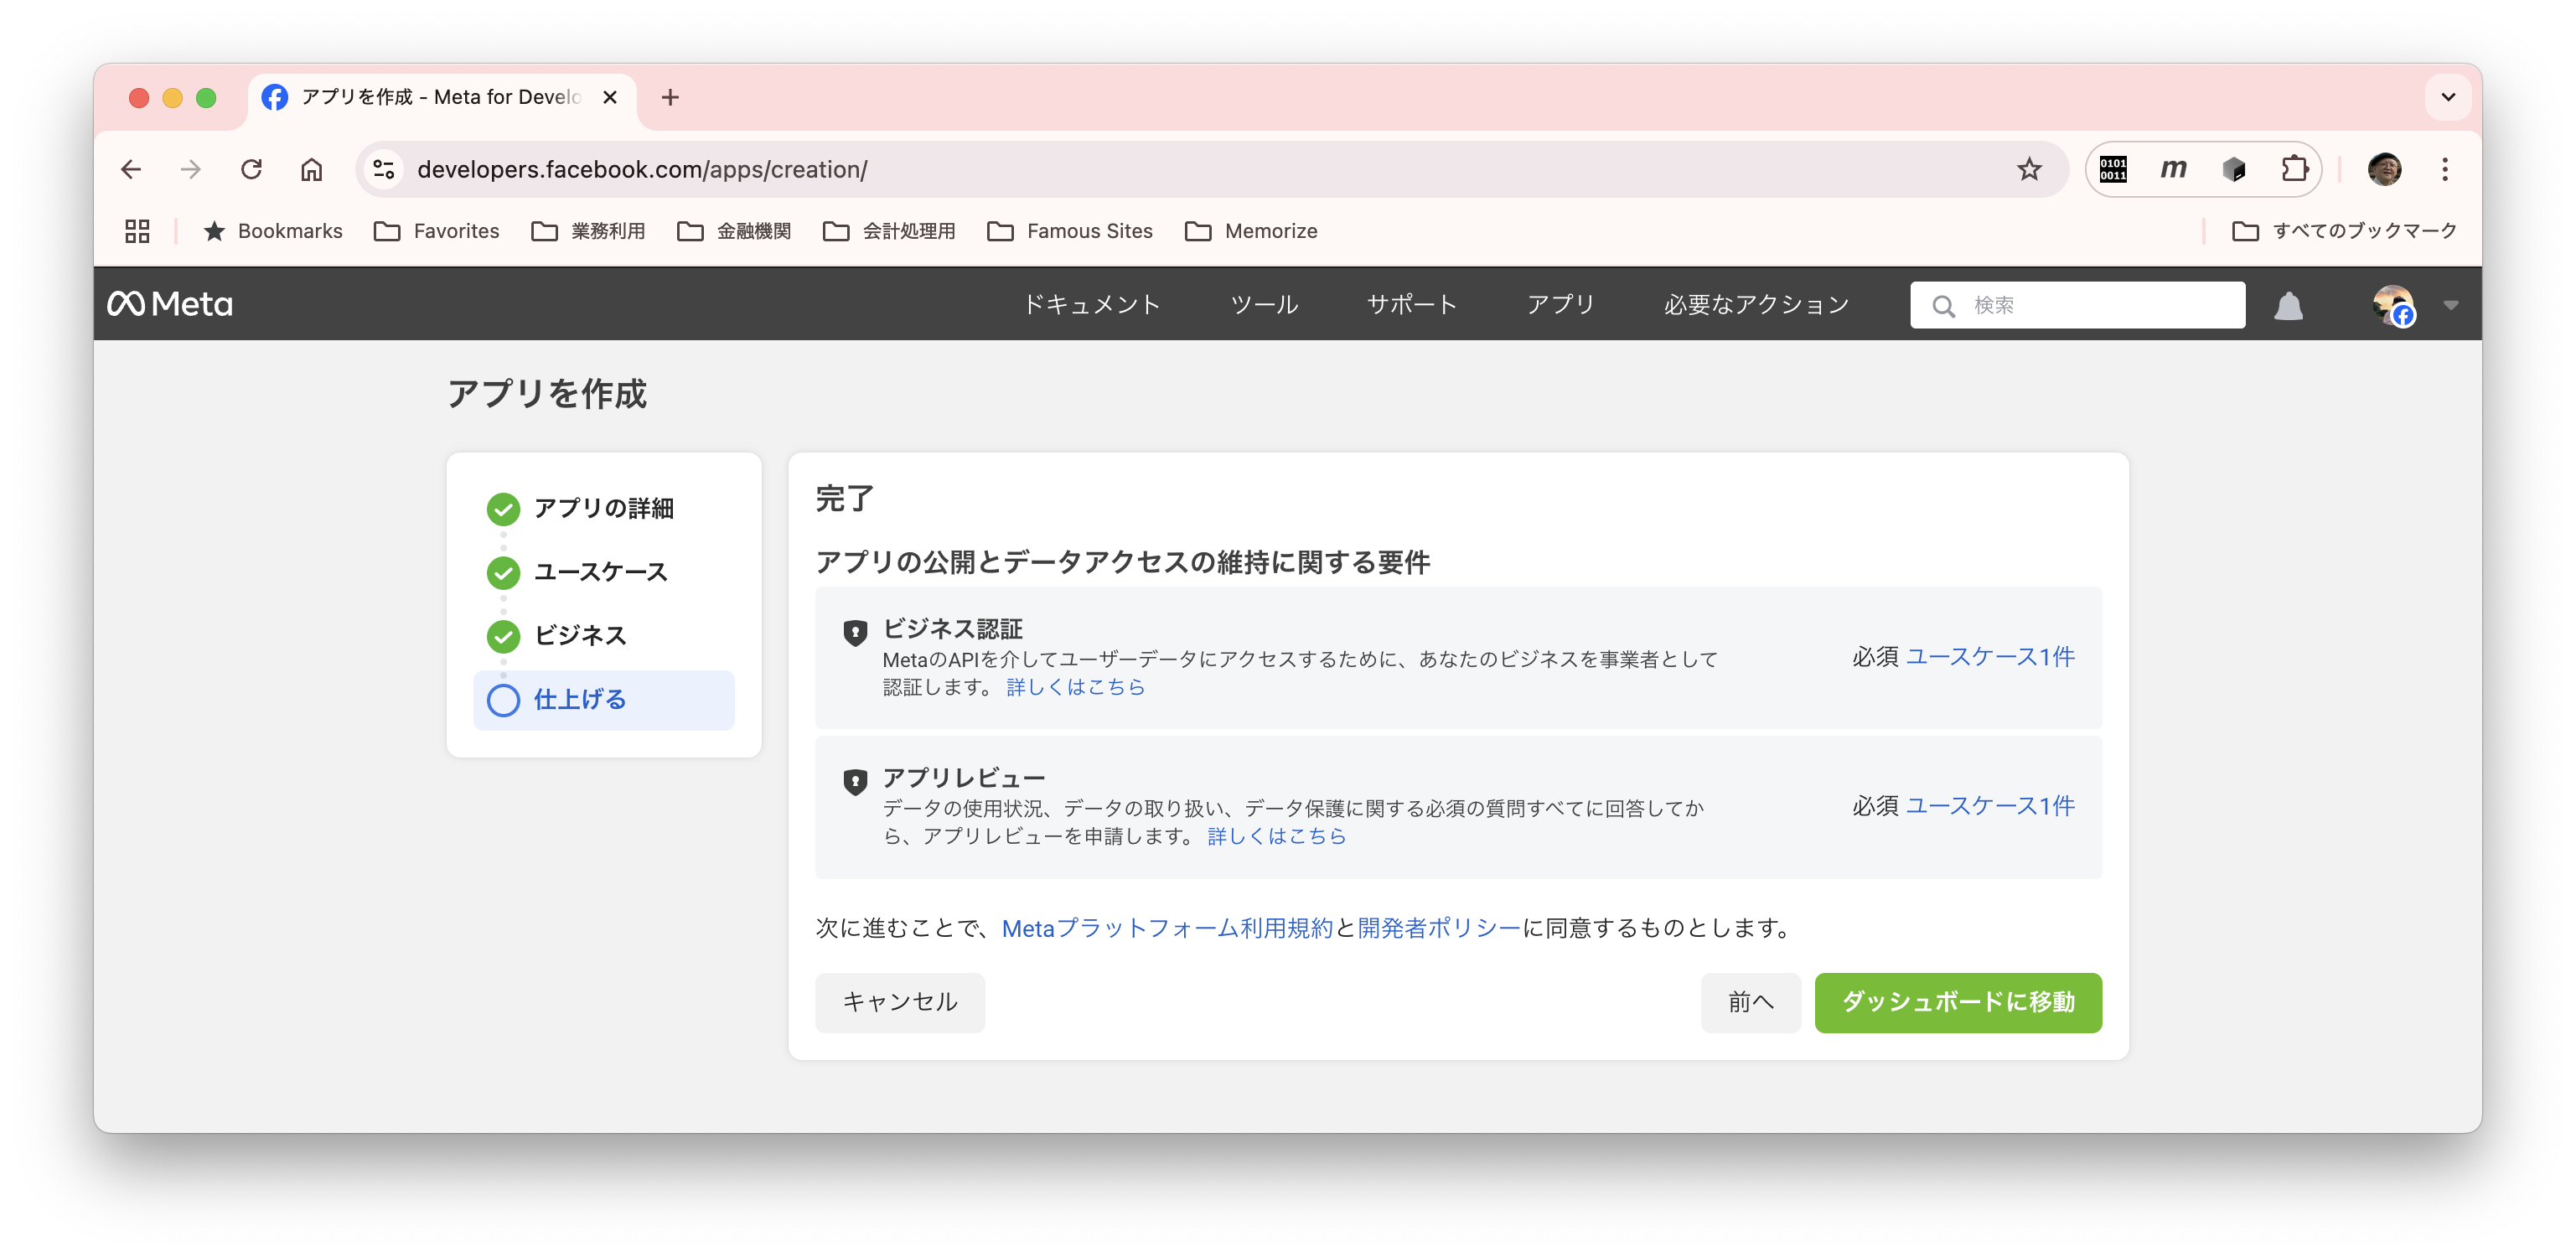 アプリを作成 - Meta for Develo
developers.facebook.com/apps/creation/
0101
0011
m
Bookmarks
Favorites
業務利用
金融機関
会計処理用
Famous Sites
Memorize
すべてのブックマーク
Meta
ドキュメント
ツール
サポート
アプリ
必要なアクション
検索
アプリを作成
アプリの詳細
ユースケース
ビジネス
仕上げる
完了
アプリの公開とデータアクセスの維持に関する要件
ビジネス認証
MetaのAPIを介してユーザーデータにアクセスするために、あなたのビジネスを事業者として
認証します。 詳しくはこちら
必須 ユースケース1件
アプリレビュー
データの使用状況、データの取り扱い、データ保護に関する必須の質問すべてに回答してか
ら、アプリレビューを申請します。 詳しくはこちら
必須 ユースケース1件
次に進むことで、Metaプラットフォーム利用規約と開発者ポリシーに同意するものとします。
キャンセル
前へ
ダッシュボードに移動